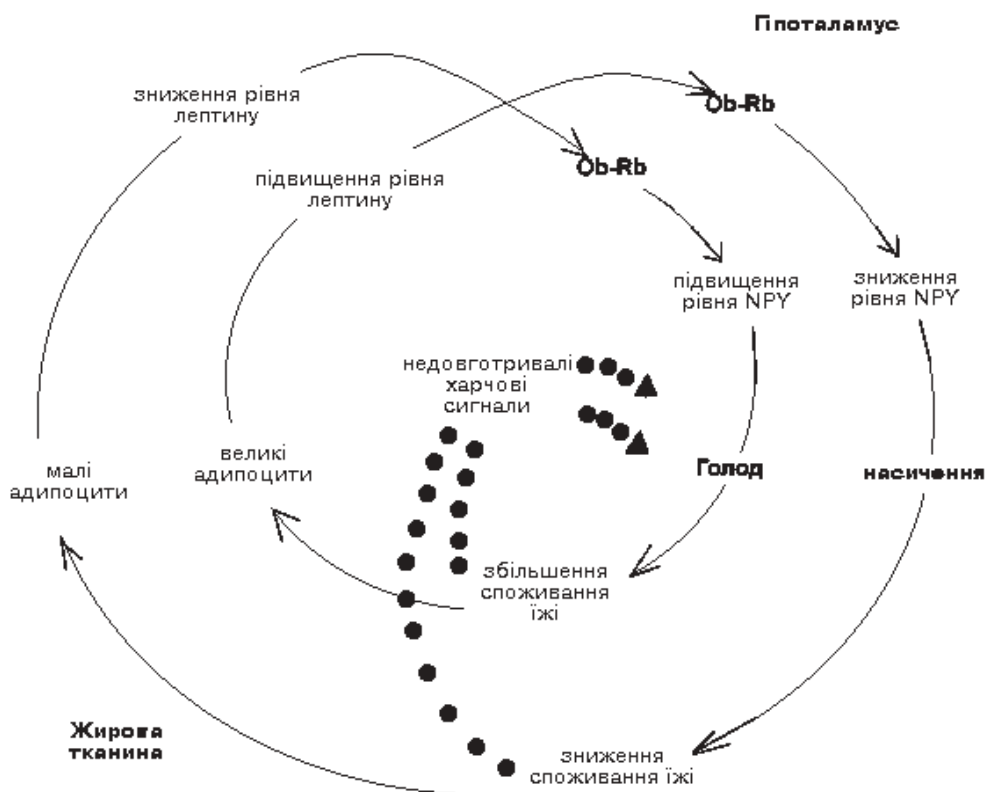 Гіпоталамус
зниження рівня
лептину
Ob-Rb
підвищення рівня
лептину
Ob-Rb
підвищення
рівня NPY
зниження
рівня NPY
недовготривалі
харчові
сигнали
малі
адипоцити
великі
адипоцити
Голод
насичення
збільшення
споживання
їжі
Жирова
тканина
зниження
споживання їжі